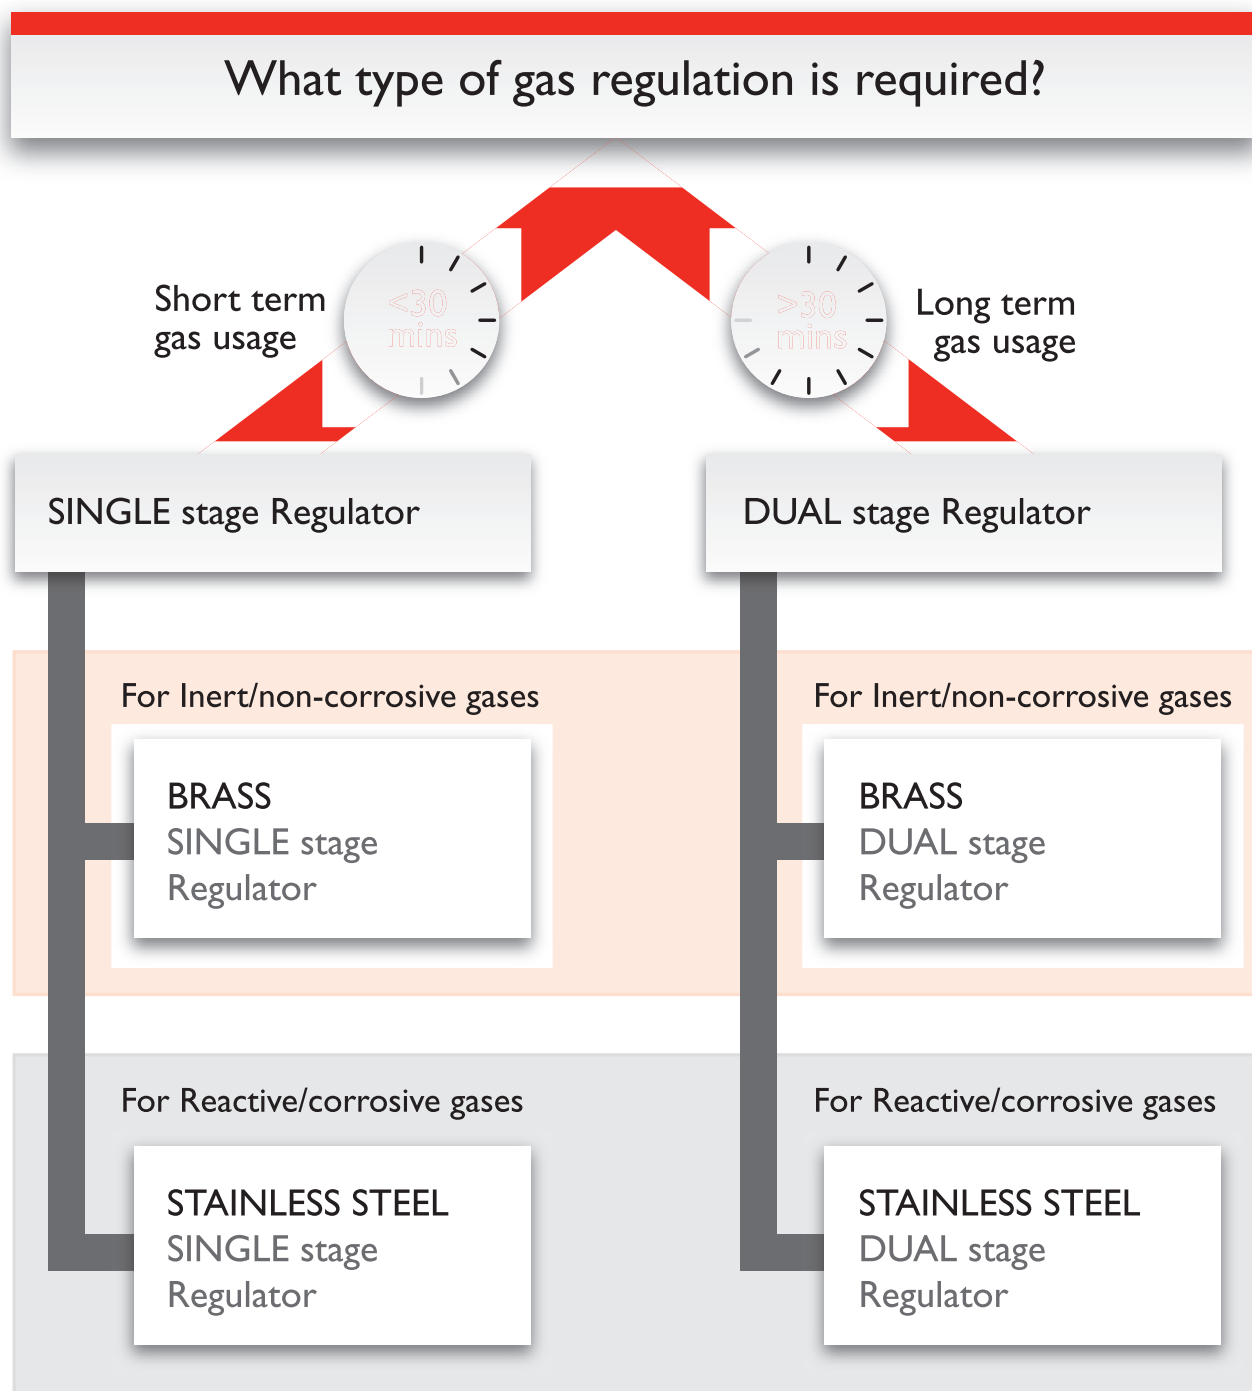 What type of gas regulation is required?
Short term
gas usage
<30
mins
>30
mins
Long term
gas usage
SINGLE stage Regulator
DUAL stage Regulator
For Inert/non-corrosive gases
BRASS
SINGLE stage
Regulator
For Inert/non-corrosive gases
BRASS
DUAL stage
Regulator
For Reactive/corrosive gases
STAINLESS STEEL
SINGLE stage
Regulator
For Reactive/corrosive gases
STAINLESS STEEL
DUAL stage
Regulator